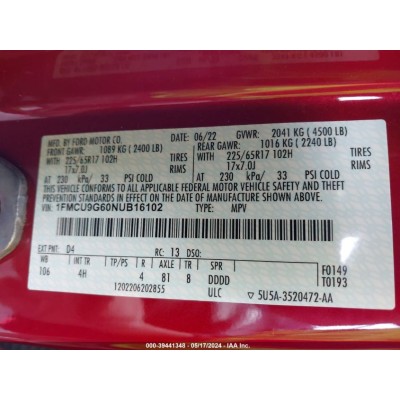 MFD. BY FORD MOTOR CO. 06/22 GVWR: 2041 KG ( 4500 LB)
FRONT GAWR: 1089 KG ( 2400 LB) REAR GAWR: 1016 KG ( 2240 LB)
WITH 225/65R17 102H TIRES WITH 225/65R17 102H TIRES
17x7.0J RIMS 17x7.0J RIMS
AT 230 kPa/ 33 PSI COLD AT 230 kPa/ 33 PSI COLD
THIS VEHICLE CONFORMS TO ALL APPLICABLE FEDERAL MOTOR VEHICLE
SAFETY, BUMPER, AND THEFT PREVENTION STANDARDS IN EFFECT ON THE DATE OF
MANUFACTURE SHOWN ABOVE.
VIN: 1FMCU9G60NUB16102 TYPE: MPV
EXT PNT: D4 RC: 13 DSO:
WB TP/PS R AXLE TR SPR F0149
106 4H 4 81 8 DDDD T0193
1202206202855 ULC 5U5A-3520472-AA
000-39441348 - 05/17/2024 - IAA